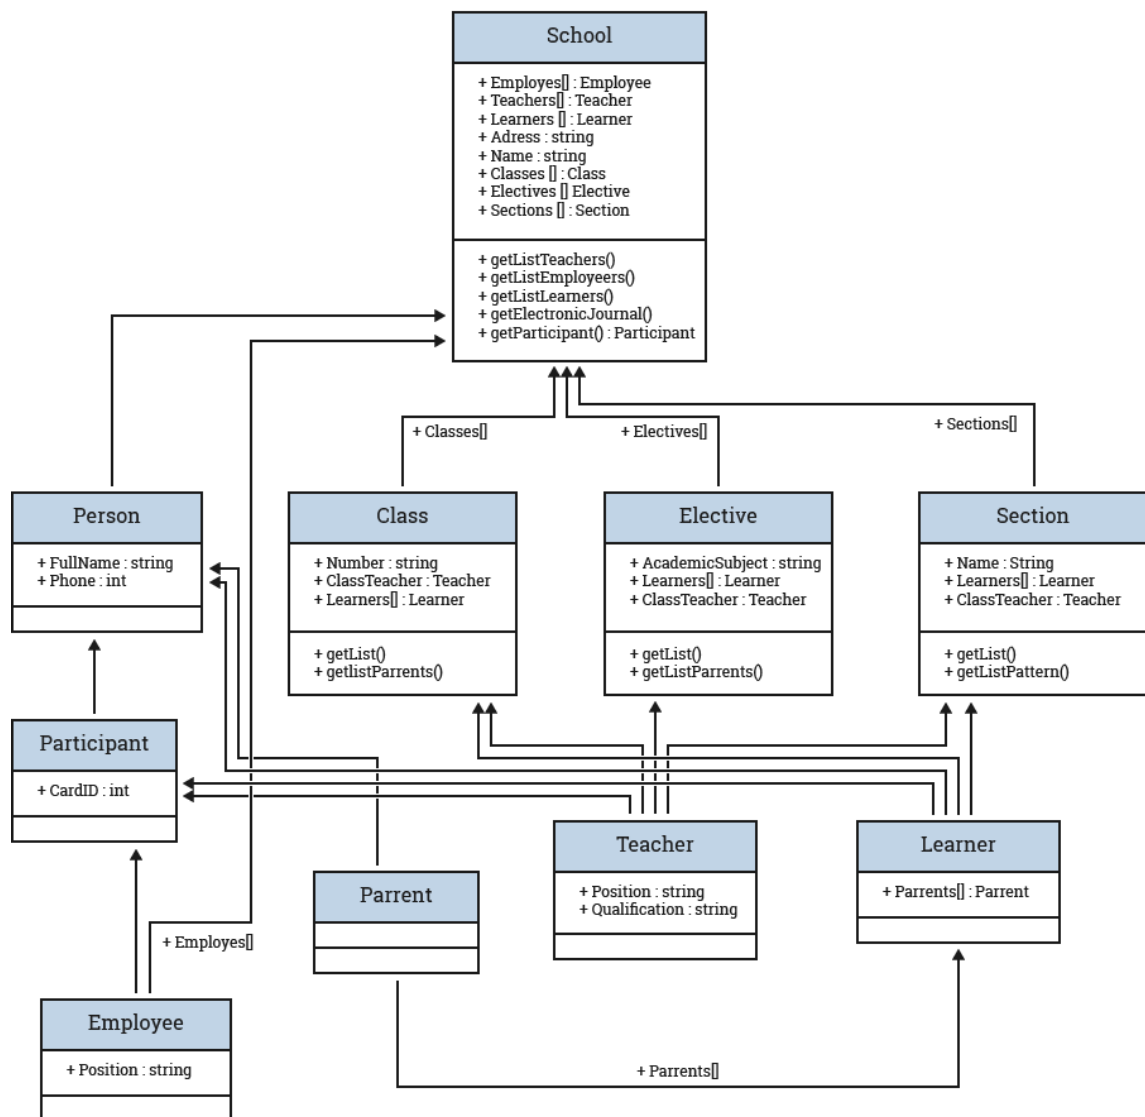 School
+ Employes[] : Employee
+ Teachers[] : Teacher
+ Learners [] : Learner
+ Adress : string
+ Name : string
+ Classes [] : Class
+ Electives [] Elective
+ Sections [] : Section
+ getListTeachers()
+ getListEmployeers()
+ getListLearners()
+ getElectronicJournal()
+ getParticipant() : Participant
+ Classes[]
+ Electives[]
+ Sections[]
Person
+ FullName : string
+ Phone : int
Class
+ Number : string
+ ClassTeacher : Teacher
+ Learners[] : Learner
+ getList()
+ getlistParrents()
Elective
+ AcademicSubject : string
+ Learners[] : Learner
+ ClassTeacher : Teacher
+ getList()
+ getListParrents()
Section
+ Name : String
+ Learners[] : Learner
+ ClassTeacher : Teacher
+ getList()
+ getListPattern()
Participant
+ CardID : int
Parrent
Teacher
+ Position : string
+ Qualification : string
Learner
+ Parrents[] : Parrent
+ Employes[]
Employee
+ Position : string
+ Parrents[]